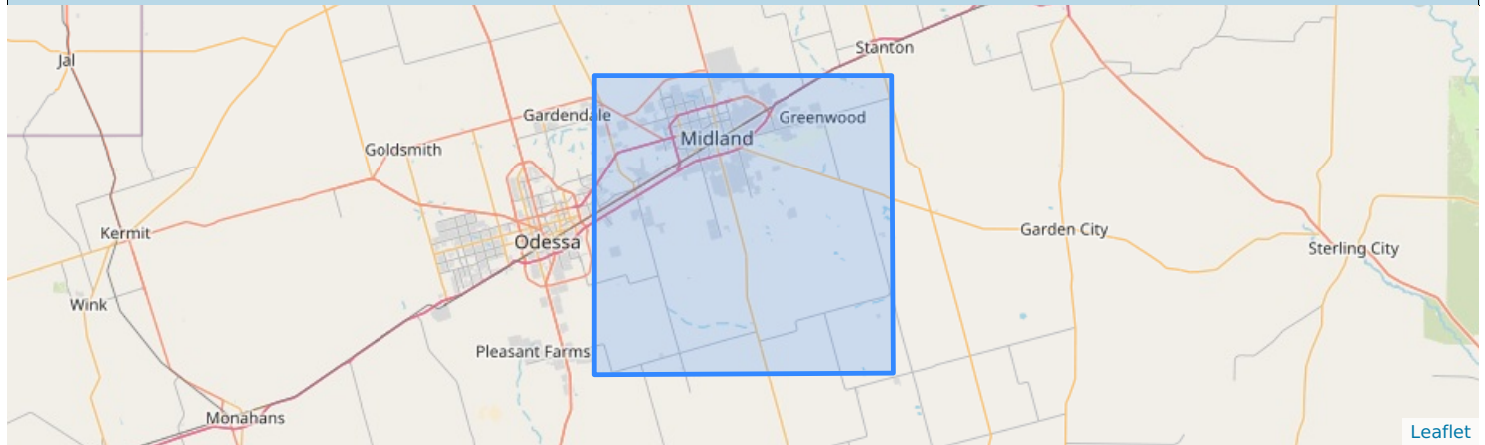 Stanton
Jal
Gardendale
Greenwood
Midland
Goldsmith
Garden City
Kermit
Odessa
Sterling City
Wink
Pleasant Farms
Monahans
Leaflet